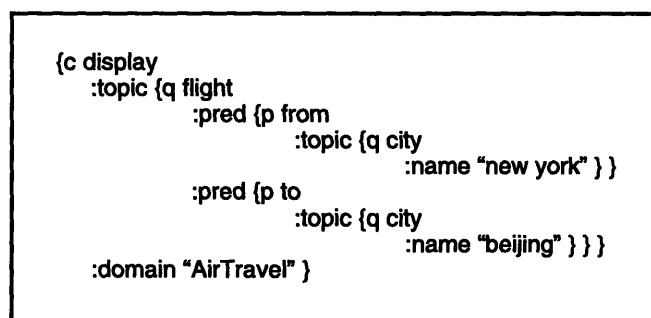 {c display
:topic {q flight
:pred {p from
:topic {q city
:name “new york” } }
:pred {p to
:topic {q city
:name “beijing” } } }
:domain “AirTravel” }